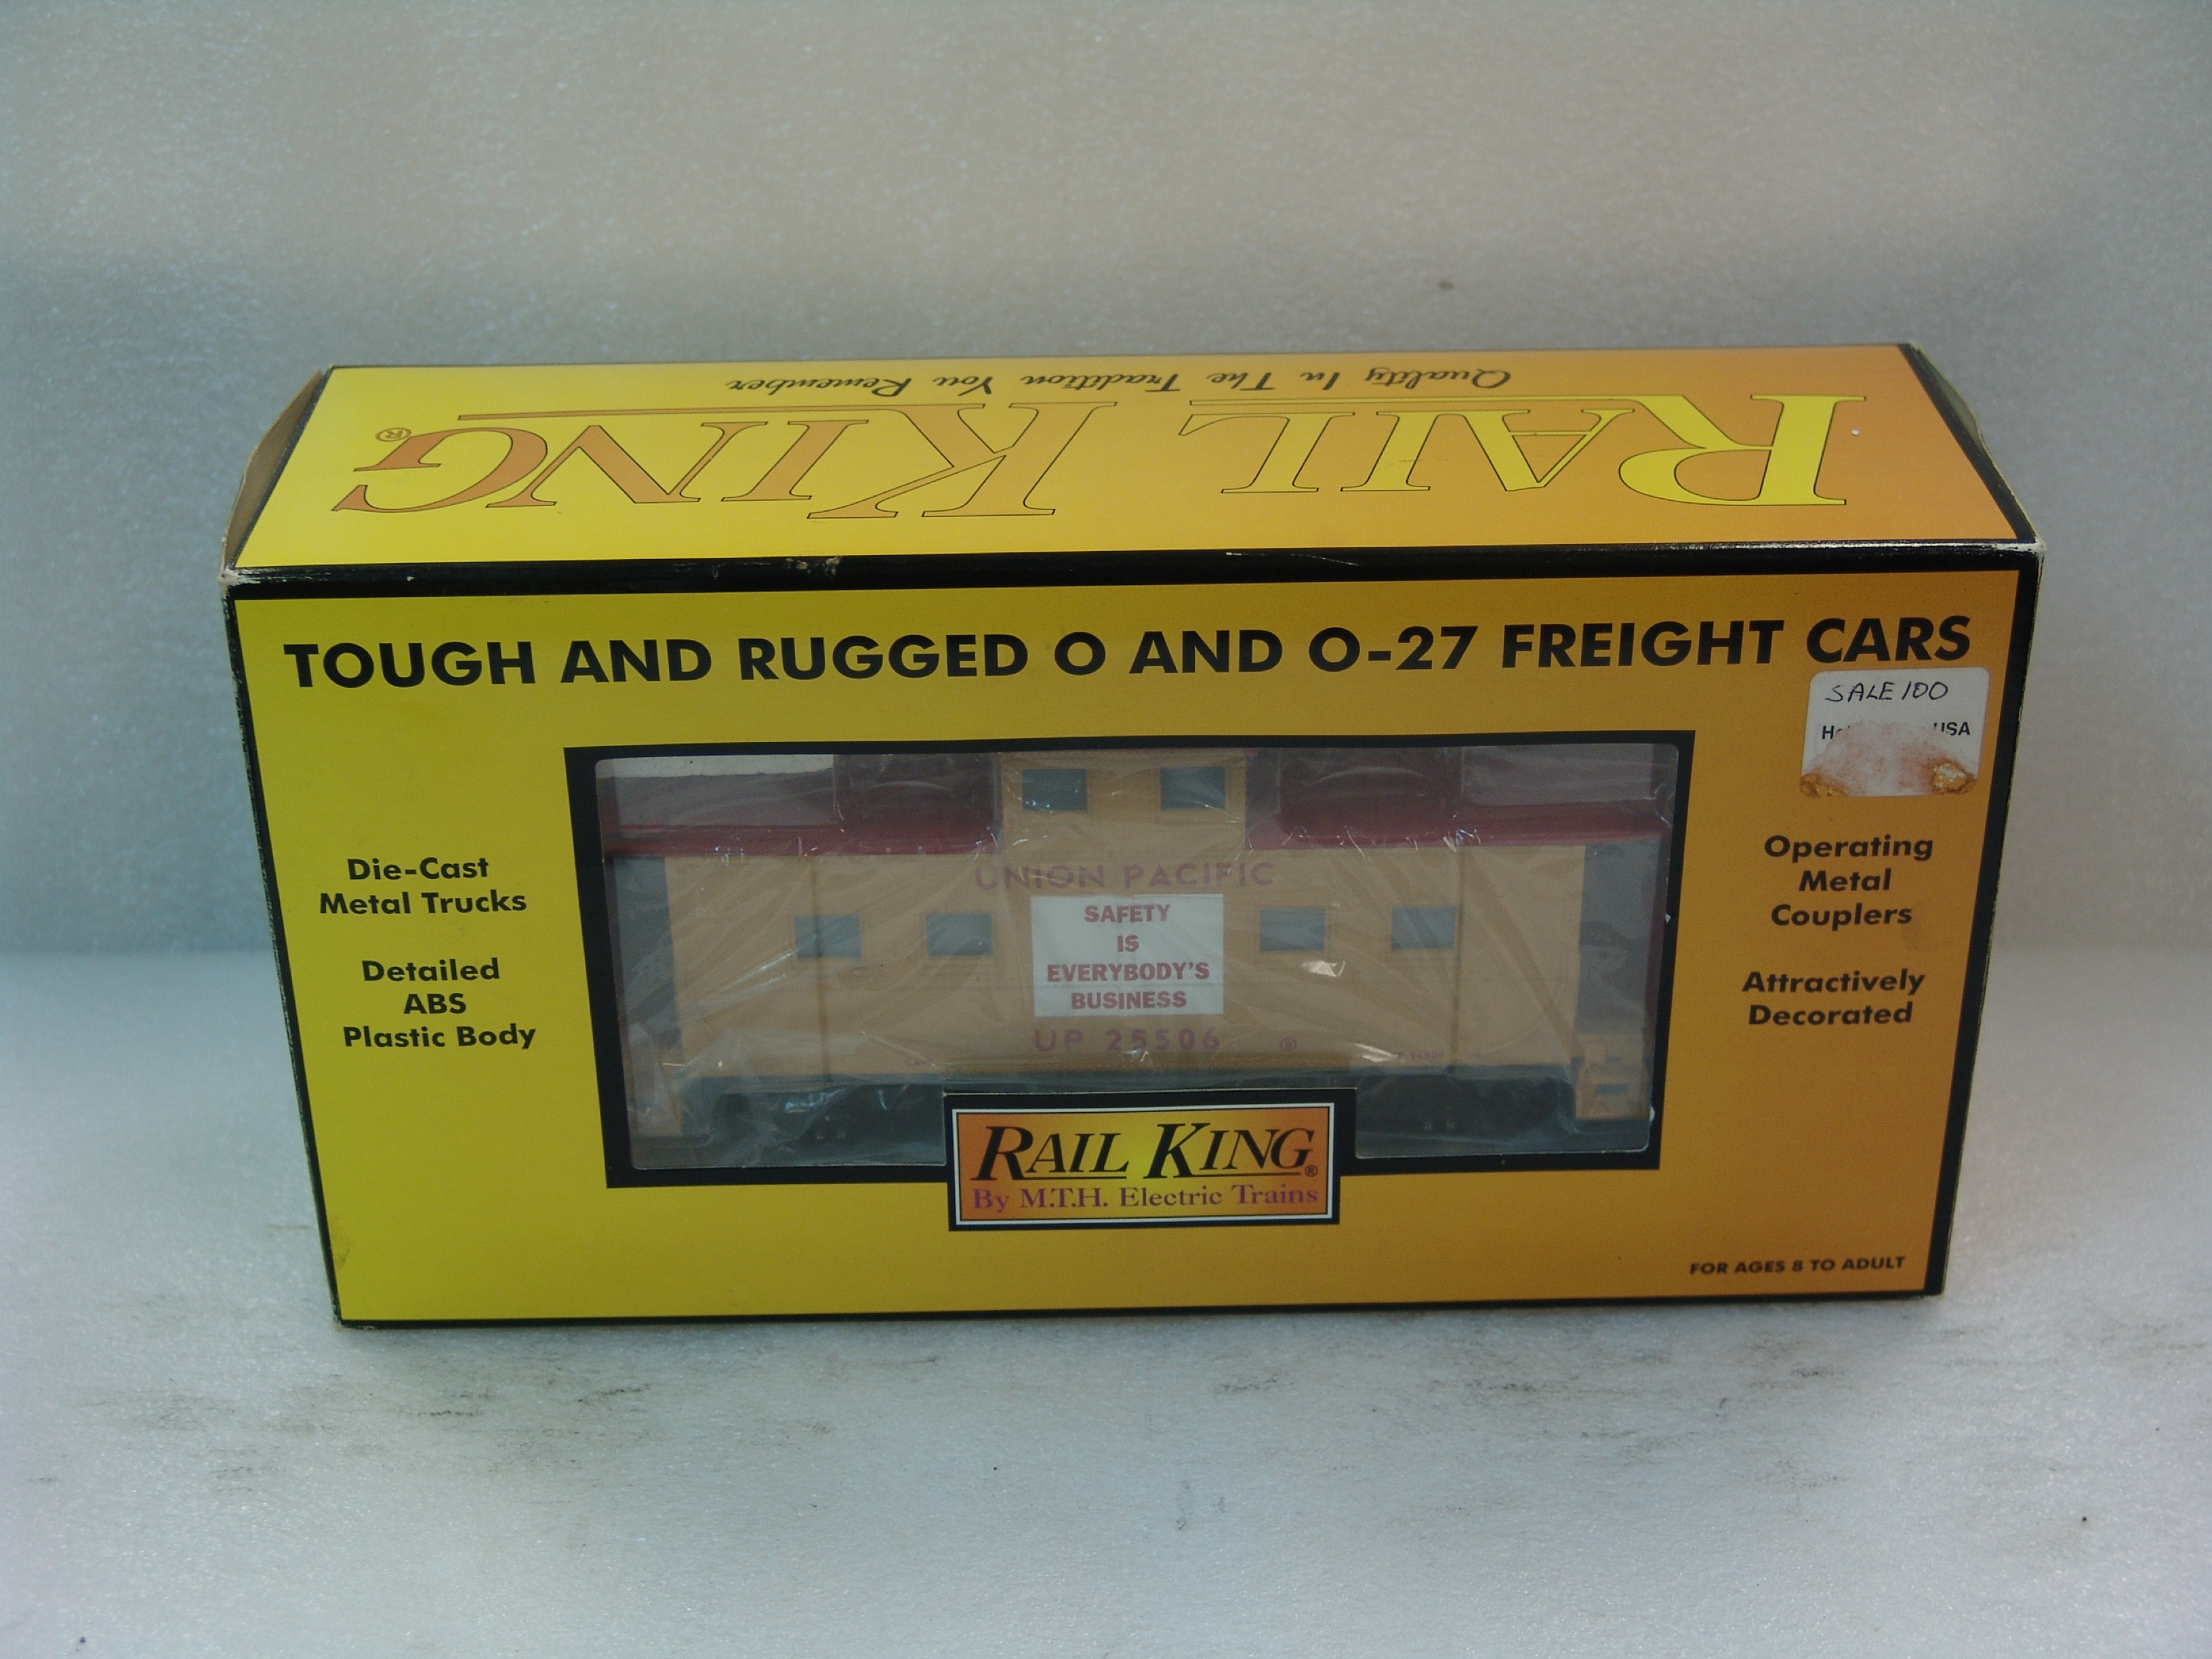 Quality In The Tradition You Remember
RAIL KING®
TOUGH AND RUGGED O AND O-27 FREIGHT CARS
SALE 100
USA
Die-Cast
Metal Trucks
Detailed
ABS
Plastic Body
Operating
Metal
Couplers
Attractively
Decorated
UNION PACIFIC
SAFETY
IS
EVERYBODY'S
BUSINESS
UP 25506
RAIL KING®
By M.T.H. Electric Trains
FOR AGES 8 TO ADULT